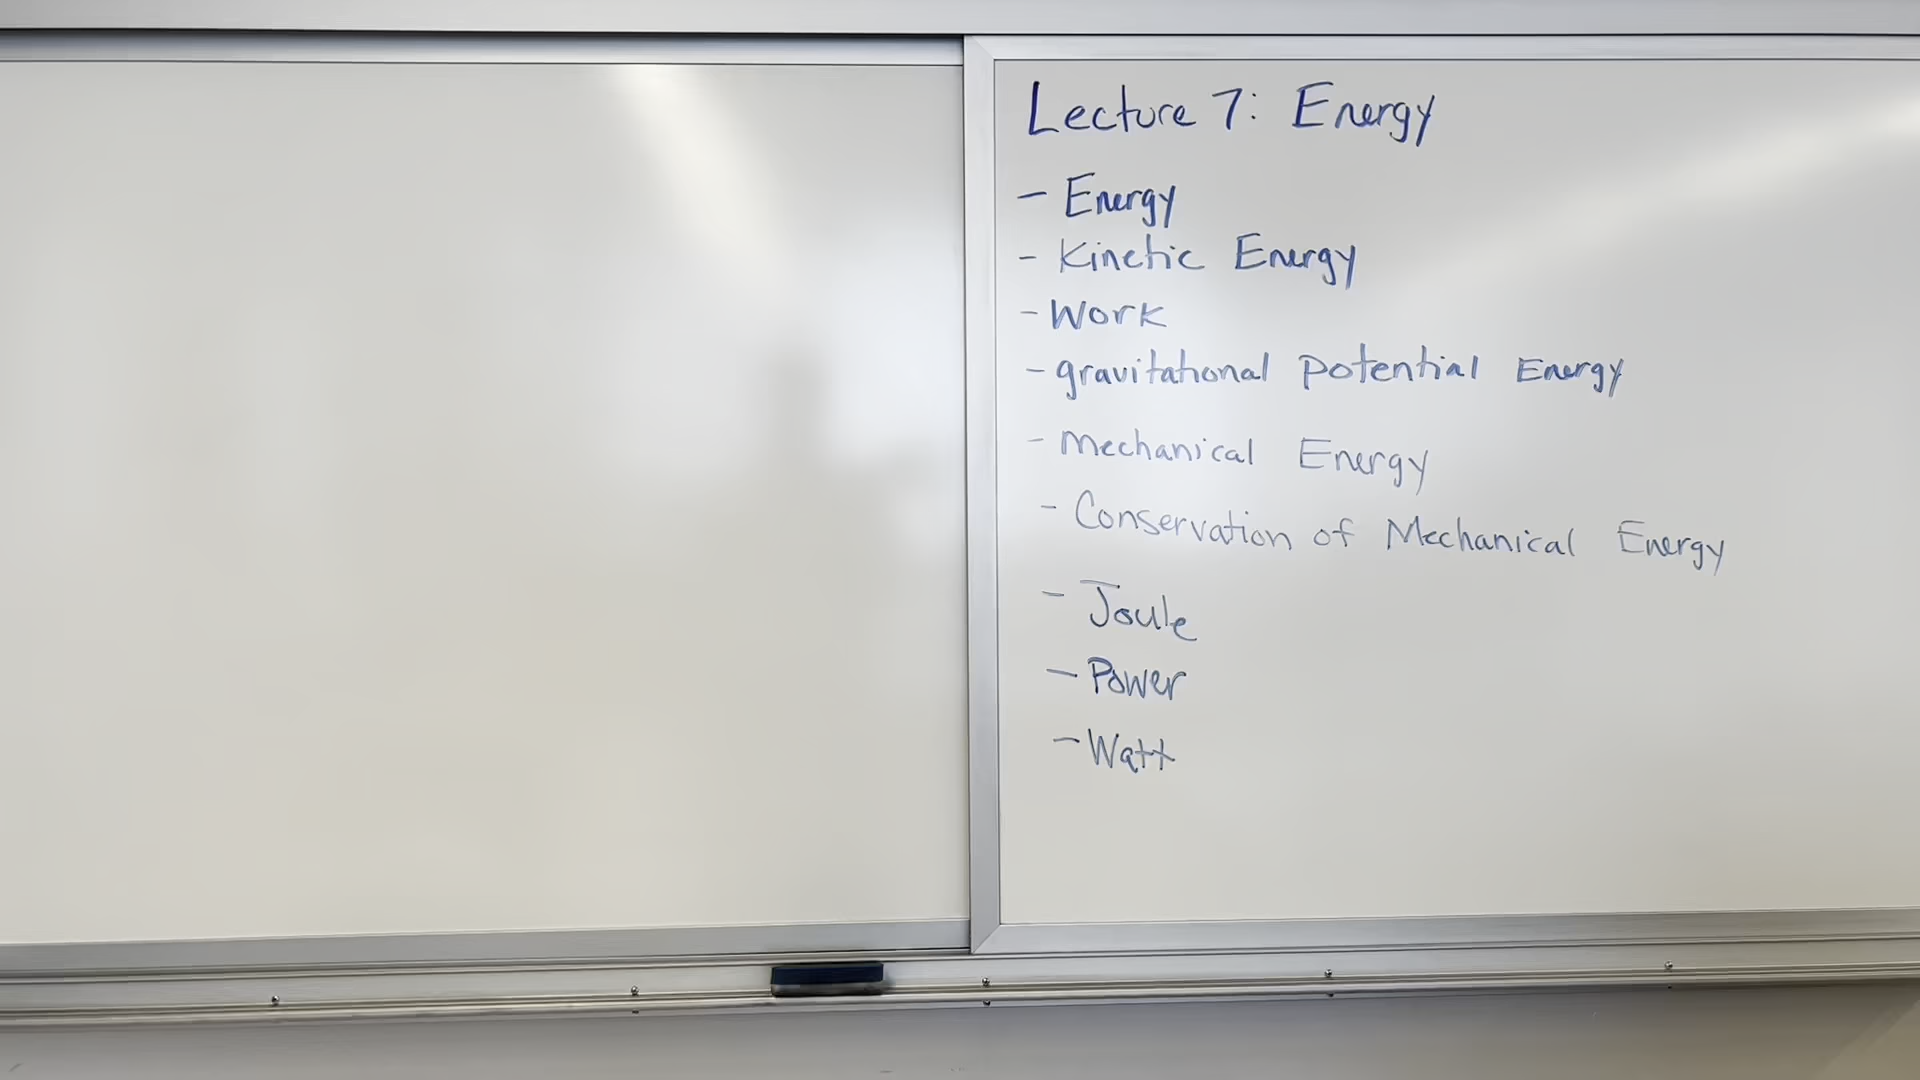 Lecture 7: Energy
- Energy
- Kinetic Energy
- Work
- gravitational Potential Energy
- Mechanical Energy
- Conservation of Mechanical Energy
- Joule
- Power
- Watt